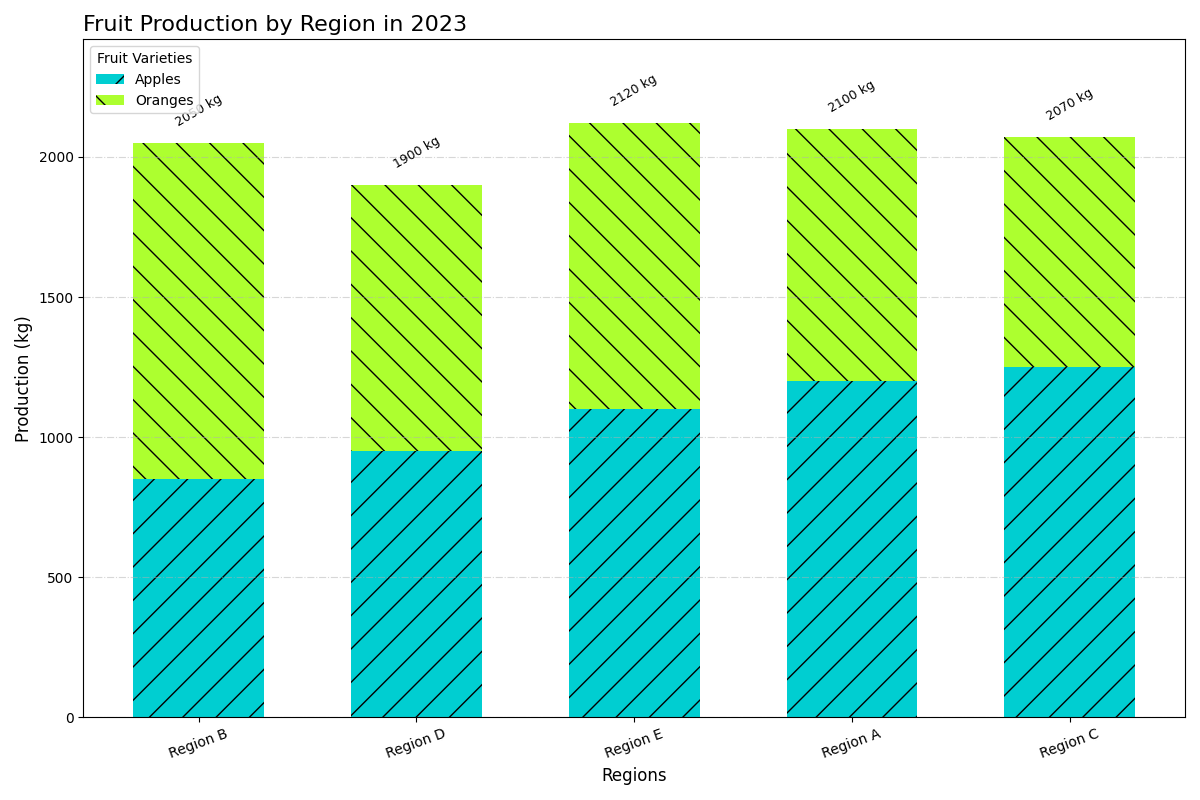 Fruit Production by Region in 2023
Fruit Varieties
Apples
Oranges
2050 kg
1900 kg
2120 kg
2100 kg
2070 kg
Production (kg)
2000
1500
1000
500
0
Region B
Region D
Region E
Region A
Region C
Regions